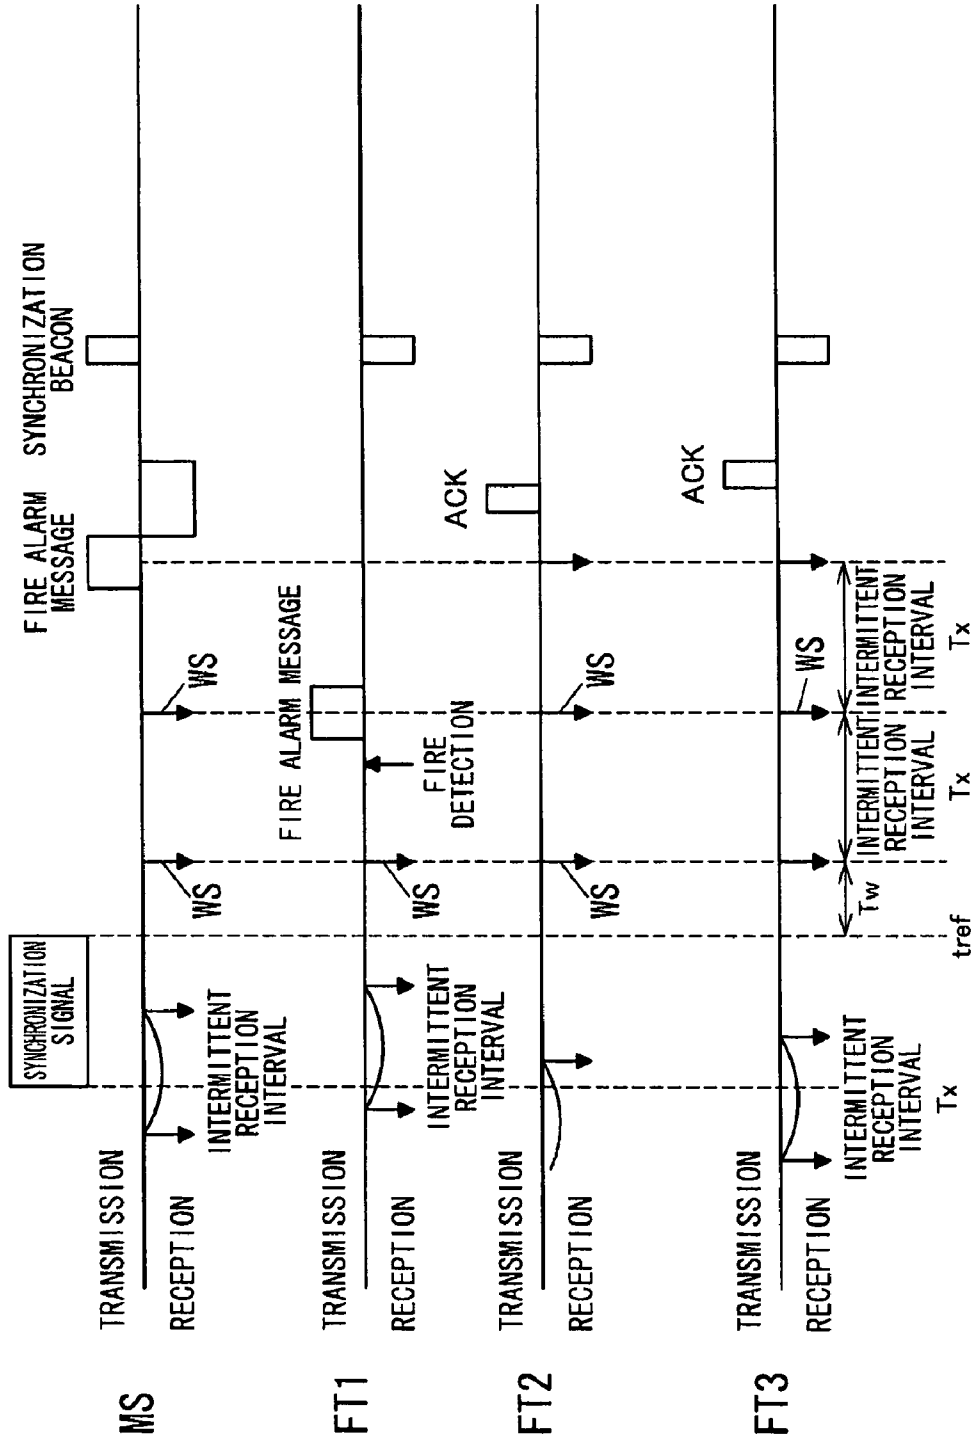 MS
TRANSMISSION
RECEPTION
SYNCHRONIZATION
SIGNAL
FIRE ALARM
MESSAGE
SYNCHRONIZATION
BEACON
INTERMITTENT
RECEPTION
INTERVAL
WS
WS
FT1
TRANSMISSION
RECEPTION
FIRE ALARM MESSAGE
INTERMITTENT
RECEPTION
INTERVAL
WS
FIRE
DETECTION
FT2
TRANSMISSION
RECEPTION
ACK
WS
WS
FT3
TRANSMISSION
RECEPTION
ACK
WS
INTERMITTENT
RECEPTION
INTERVAL
Tx
tref
Tw
INTERMITTENT
RECEPTION
INTERVAL
Tx
INTERMITTENT
RECEPTION
INTERVAL
Tx